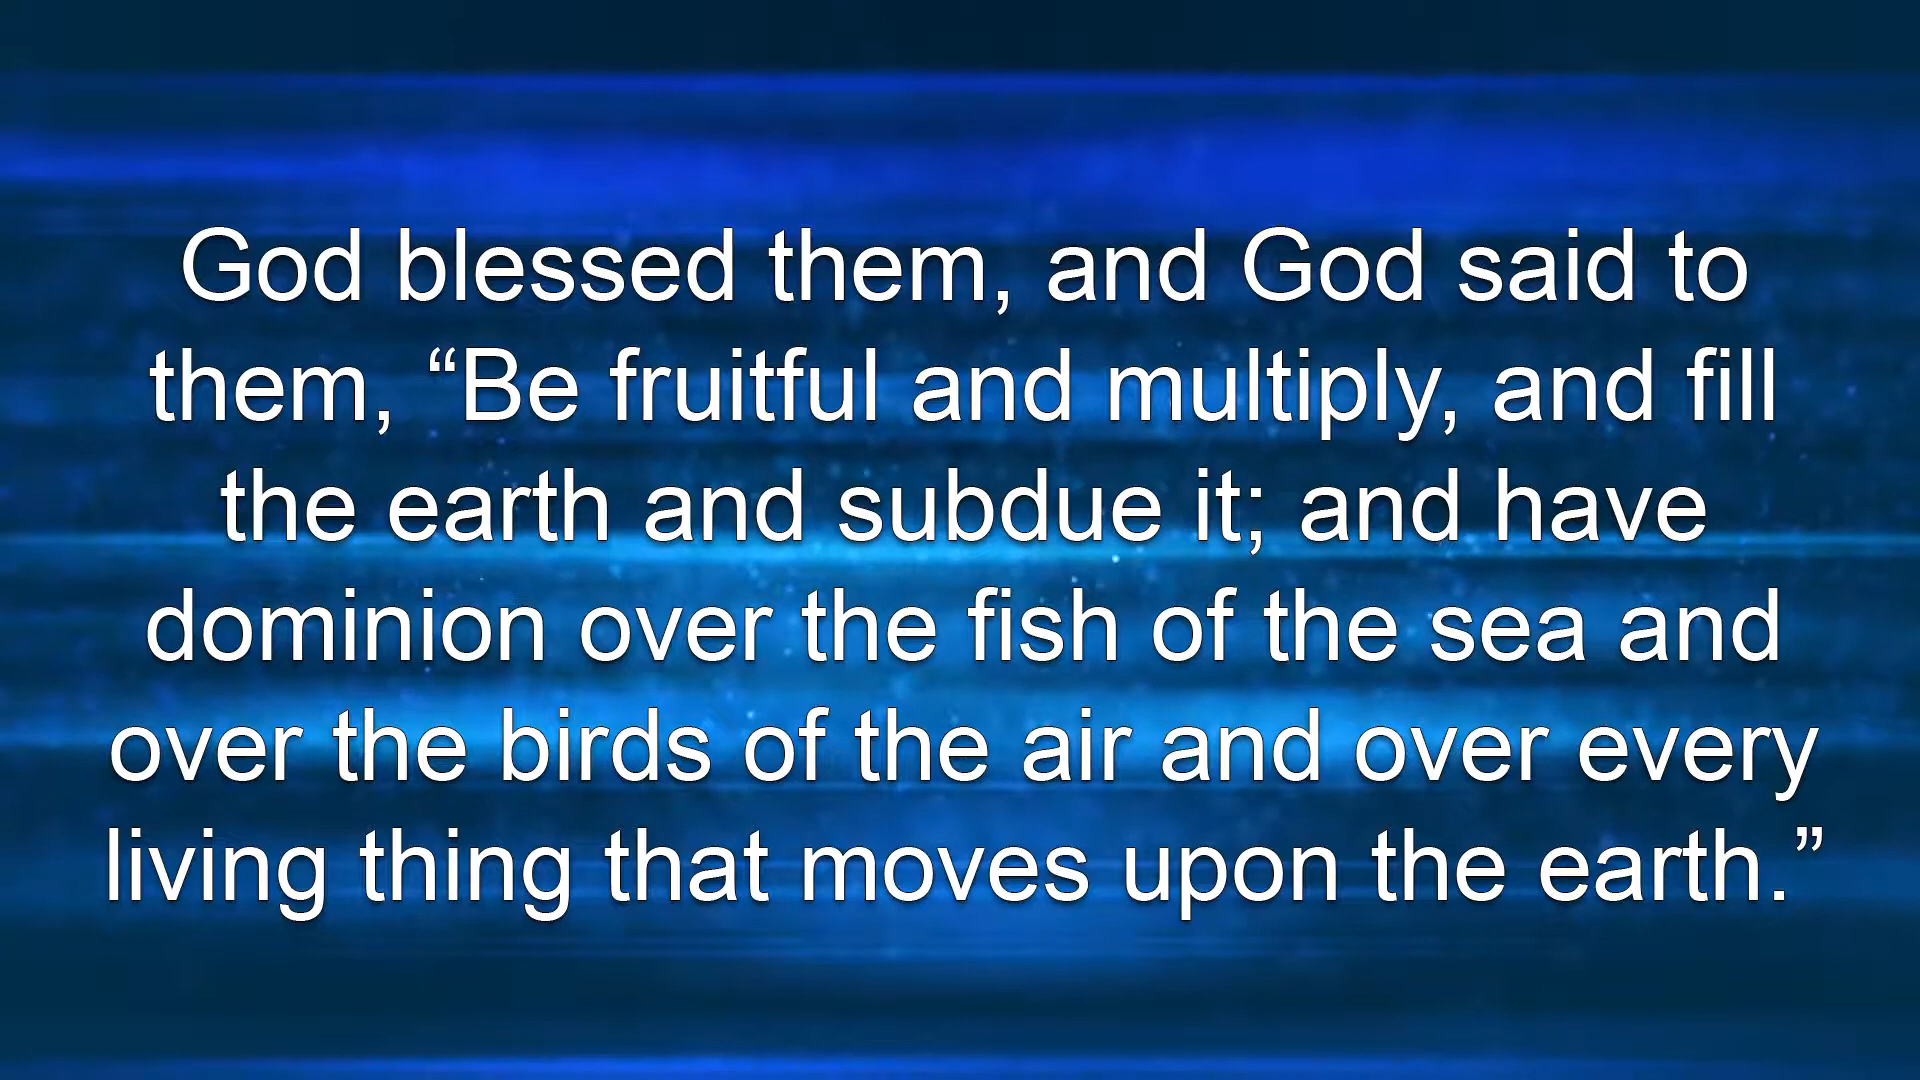 God blessed them, and God said to
them, “Be fruitful and multiply, and fill
the earth and subdue it; and have
dominion over the fish of the sea and
over the birds of the air and over every
living thing that moves upon the earth.”